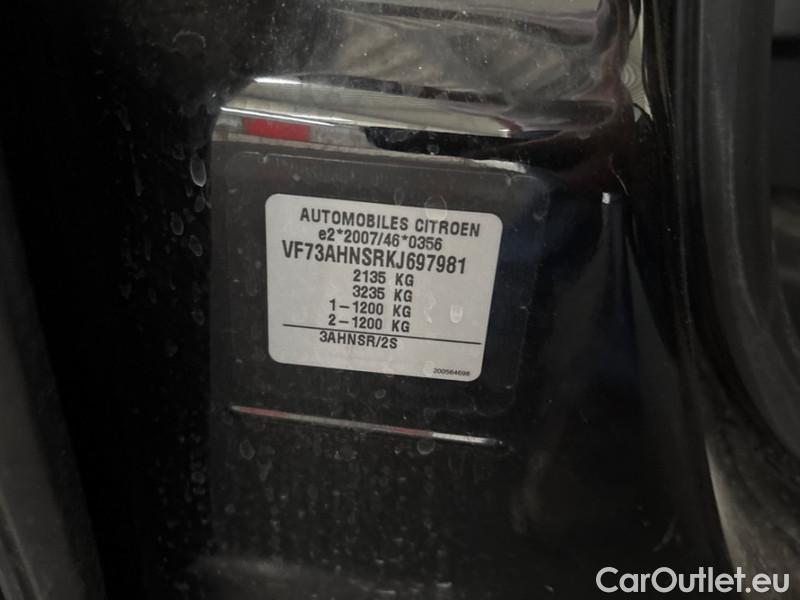 AUTOMOBILES CITROEN
e2*2007/46*0356
VF73AHNSRKJ697981
2135 KG
3235 KG
1-1200 KG
2-1200 KG
3AHNSR/2S
200564698
CarOutlet.eu